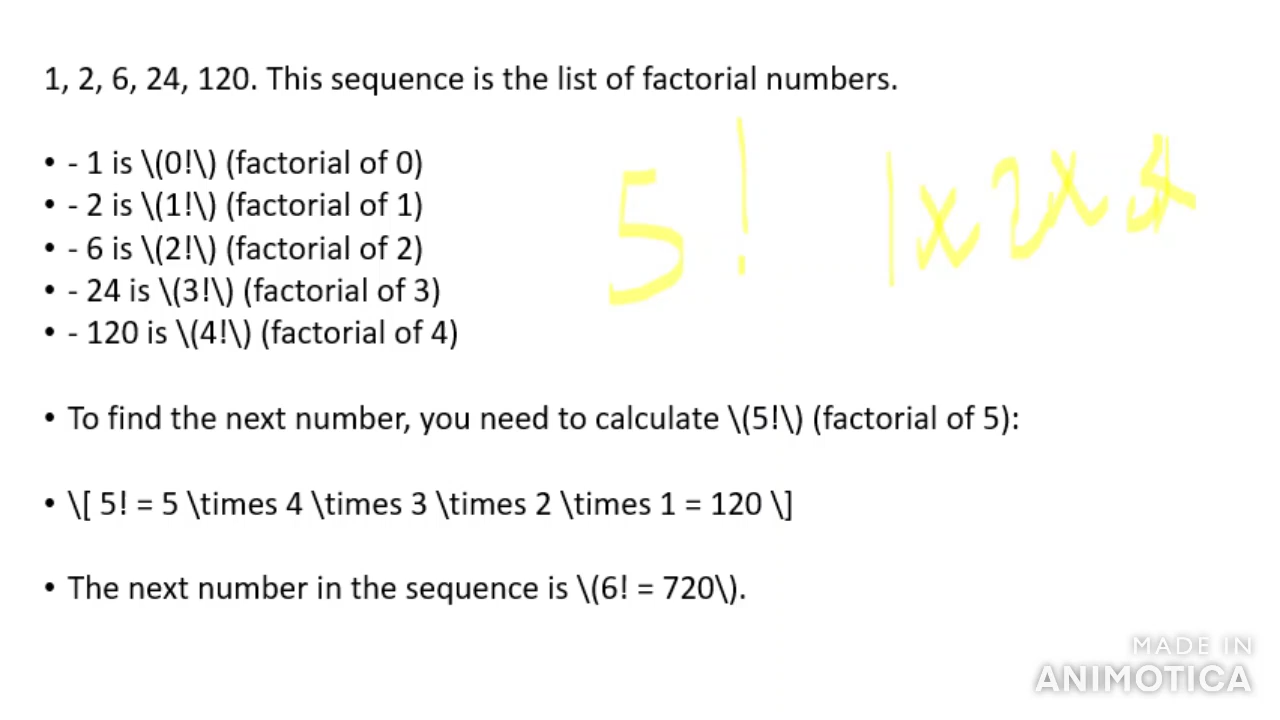 1, 2, 6, 24, 120. This sequence is the list of factorial numbers.
• - 1 is \(0!\) (factorial of 0)
• - 2 is \(1!\) (factorial of 1)
• - 6 is \(2!\) (factorial of 2)
• - 24 is \(3!\) (factorial of 3)
• - 120 is \(4!\) (factorial of 4)
5! 1x2x
• To find the next number, you need to calculate \(5!\) (factorial of 5):
• \[ 5! = 5 \times 4 \times 3 \times 2 \times 1 = 120 \]
• The next number in the sequence is \(6! = 720\).
MADE IN
ANIMOTICA